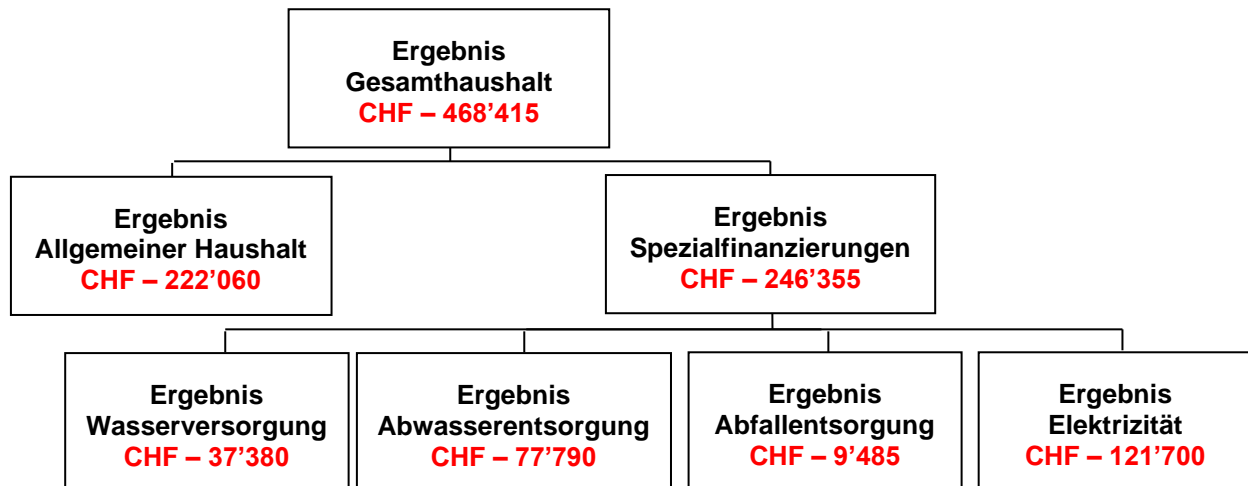 Ergebnis
Gesamthaushalt
CHF – 468’415
Ergebnis
Allgemeiner Haushalt
CHF – 222’060
Ergebnis
Spezialfinanzierungen
CHF – 246’355
Ergebnis
Wasserversorgung
CHF – 37’380
Ergebnis
Abwasserentsorgung
CHF – 77’790
Ergebnis
Abfallentsorgung
CHF – 9’485
Ergebnis
Elektrizität
CHF – 121’700